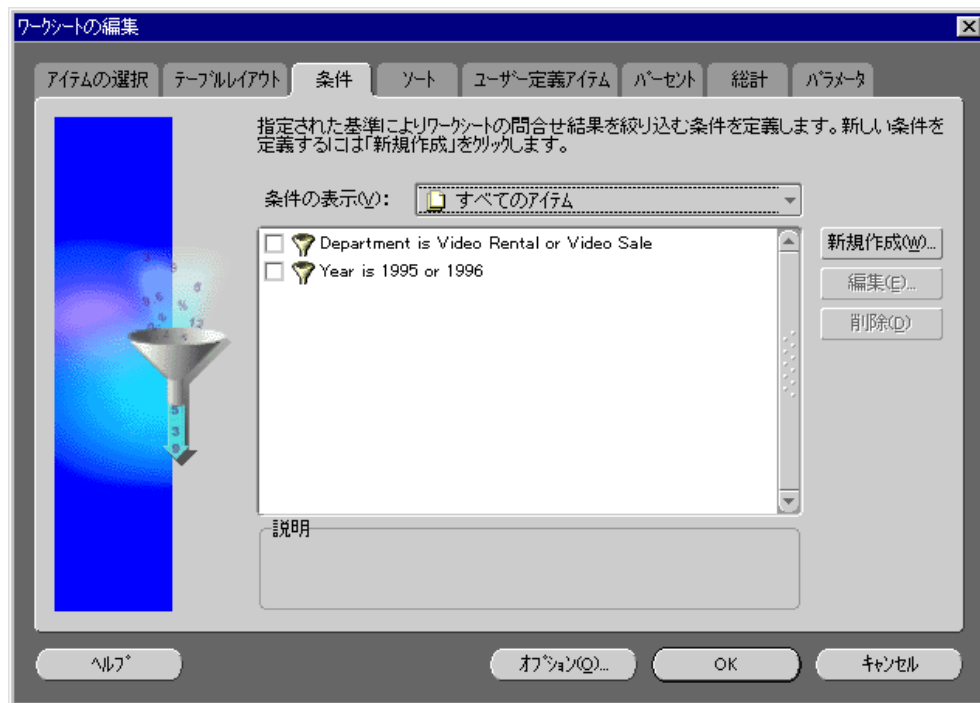 ワークシートの編集
アイテムの選択 テーブルレイアウト 条件 ソート ユーザー定義アイテム パーセント 総計 パラメータ
指定された基準によりワークシートの問合せ結果を絞り込む条件を定義します。新しい条件を
定義するには「新規作成」をクリックします。
条件の表示(V): すべてのアイテム
Department is Video Rental or Video Sale
Year is 1995 or 1996
新規作成(W)...
編集(E)...
削除(D)
説明
ヘルプ オプション(O)... OK キャンセル